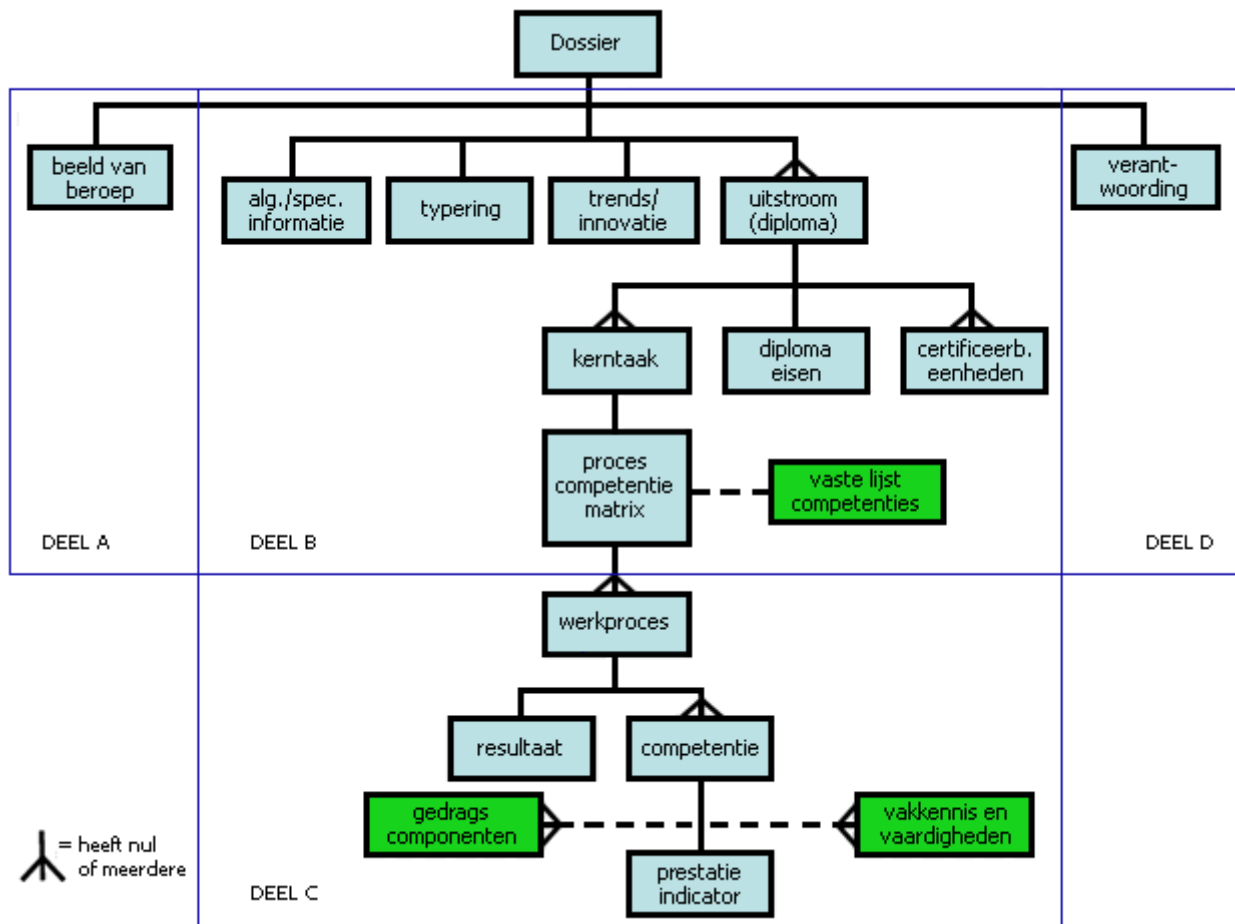 Dossier
beeld van
beroep
alg./spec.
informatie
typering
trends/
innovatie
uitstroom
(diploma)
verant-
woording
kerntaak
diploma
eisen
certificeerb.
eenheden
proces
competentie
matrix
vaste lijst
competenties
DEEL A
DEEL B
DEEL D
werkproces
resultaat
competentie
gedrags
componenten
vakkennis en
vaardigheden
= heeft nul
of meerdere
prestatie
indicator
DEEL C